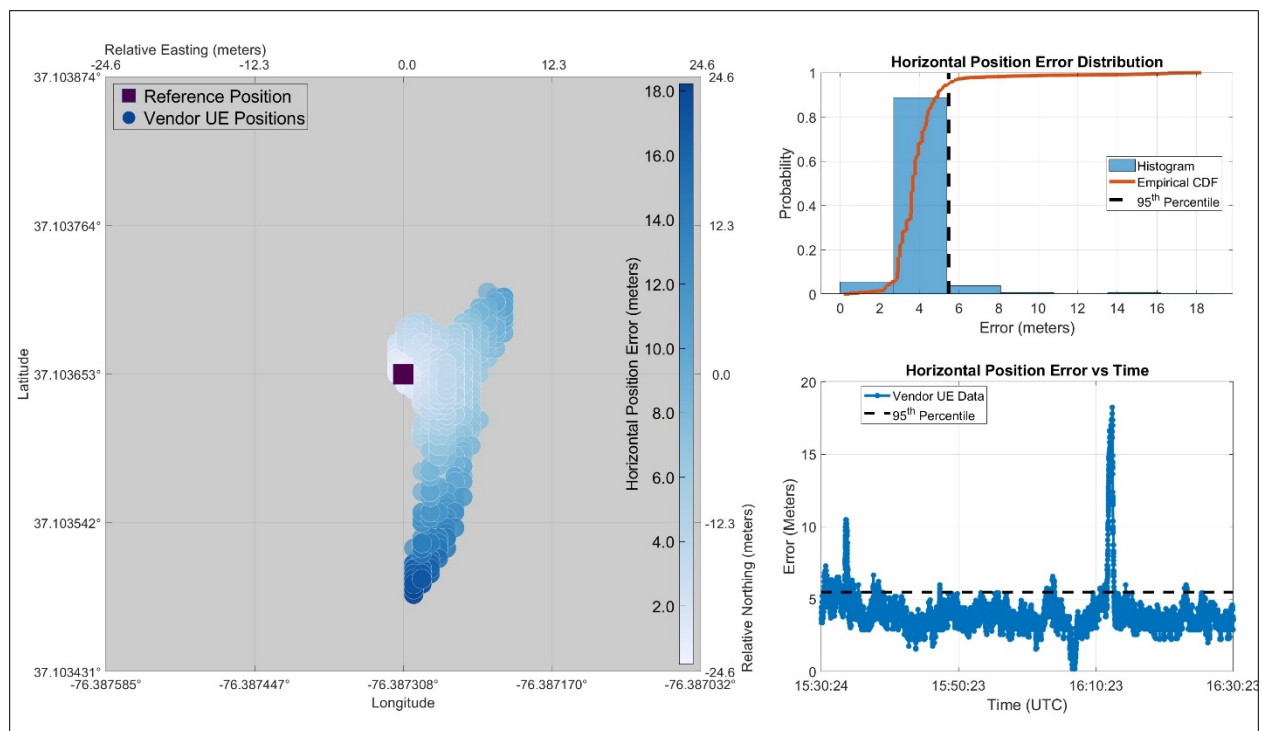 Relative Easting (meters)
-24.6 -12.3 0.0 12.3 24.6
37.103874° 24.6
Reference Position
Vendor UE Positions
18.0
16.0
14.0
12.0
10.0
8.0
6.0
4.0
2.0
Horizontal Position Error (meters)
37.103764° 12.3
Latitude
37.103653° 0.0
37.103542° -12.3
Relative Northing (meters)
37.103431° -24.6
-76.387585° -76.387447° -76.387308° -76.387170° -76.387032°
Longitude
Horizontal Position Error Distribution
1
0.8
0.6
0.4
0.2
0
Probability
Histogram
Empirical CDF
95th Percentile
0 2 4 6 8 10 12 14 16 18
Error (meters)
Horizontal Position Error vs Time
20
15
10
5
0
Error (Meters)
Vendor UE Data
95th Percentile
15:30:24 15:50:23 16:10:23 16:30:23
Time (UTC)